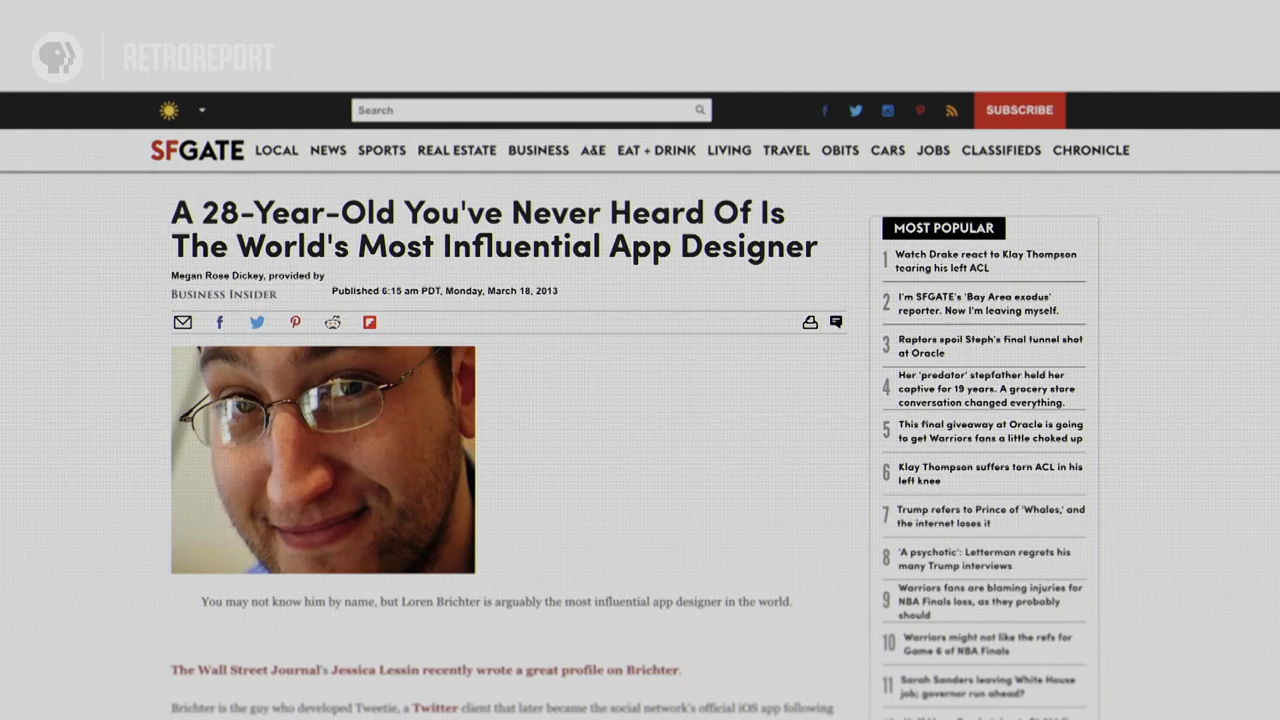 RETROREPORT
Search
SUBSCRIBE
SFGATE LOCAL NEWS SPORTS REAL ESTATE BUSINESS A&E EAT + DRINK LIVING TRAVEL OBITS CARS JOBS CLASSIFIEDS CHRONICLE
A 28-Year-Old You've Never Heard Of Is
The World's Most Influential App Designer
Megan Rose Dickey, provided by
BUSINESS INSIDER
Published 6:15 am PDT, Monday, March 18, 2013
You may not know him by name, but Loren Brichter is arguably the most influential app designer in the world.
The Wall Street Journal's Jessica Lessin recently wrote a great profile on Brichter.
Brichter is the guy who developed Tweetie, a Twitter client that later became the social network's official iOS app following
MOST POPULAR
1 Watch Drake react to Klay Thompson
tearing his left ACL
2 I'm SFGATE's 'Bay Area exodus'
reporter. Now I'm leaving myself.
3 Raptors spoil Steph's final tunnel shot
at Oracle
4 Her 'predator' stepfather held her
captive for 19 years. A grocery store
conversation changed everything.
5 This final giveaway at Oracle is going
to get Warriors fans a little choked up
6 Klay Thompson suffers torn ACL in his
left knee
7 Trump refers to Prince of 'Whales,' and
the internet loses it
8 'A psychotic': Letterman regrets his
many Trump interviews
9 Warriors fans are blaming injuries for
NBA Finals loss, as they probably
should
10 Warriors might not like the refs for
Game 6 of NBA Finals
11 Sarah Sanders leaving White House
job; governor run ahead?